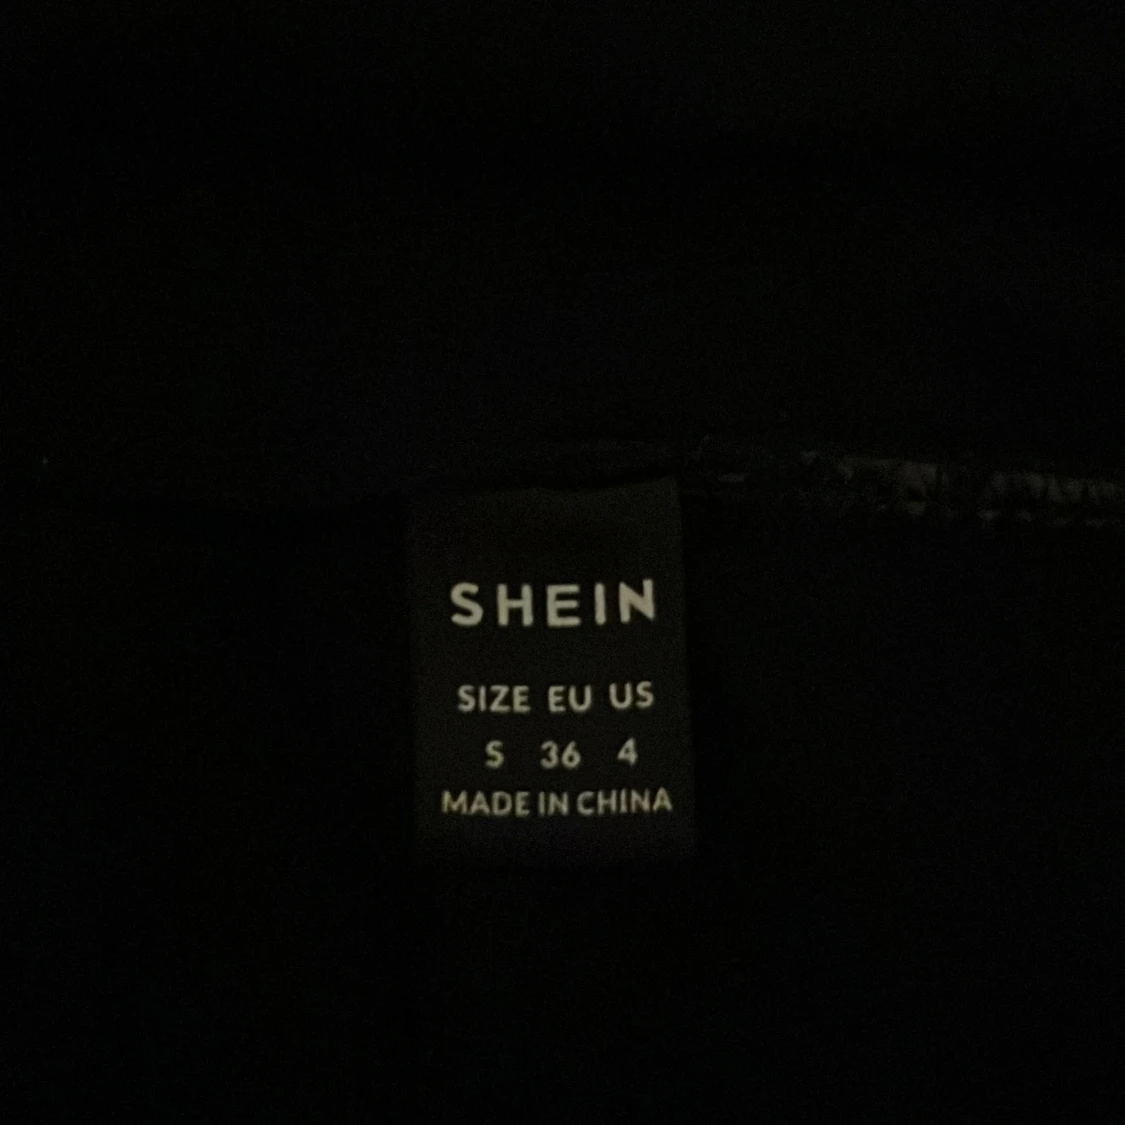 SHEIN
SIZE EU US
S 36 4
MADE IN CHINA